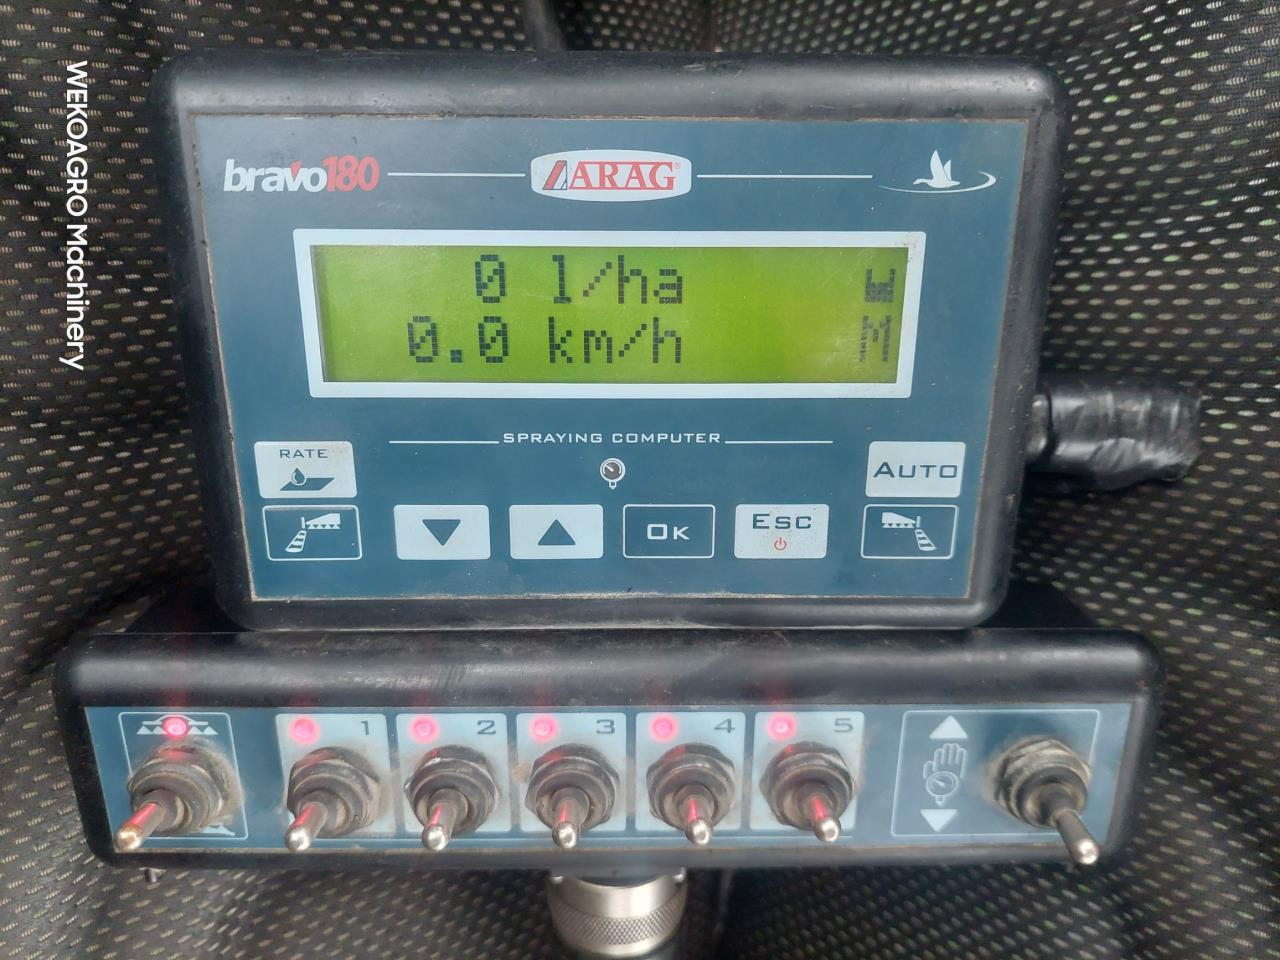 WEKOAGRO Machinery
bravo180
ARAG®
0 l/ha
0.0 km/h M
SPRAYING COMPUTER
RATE
AUTO
OK
ESC
1 2 3 4 5